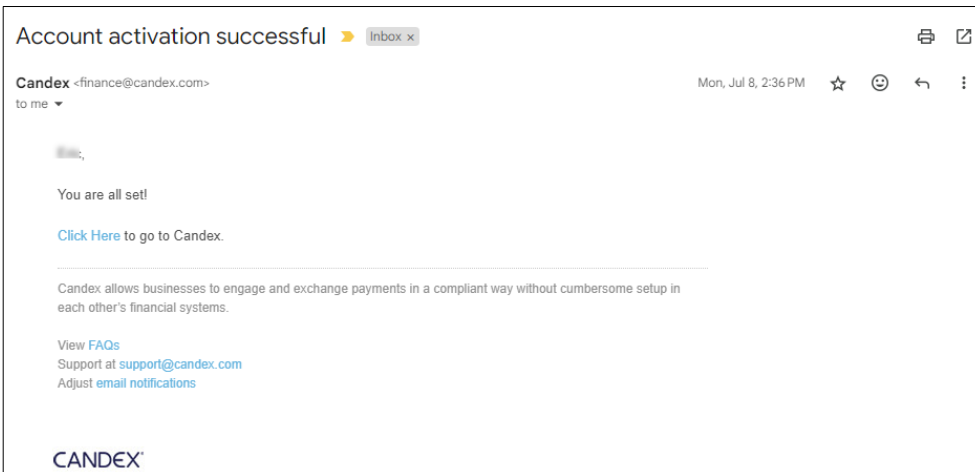 Account activation successful Inbox x
Candex <finance@candex.com> Mon, Jul 8, 2:36 PM
to me
You are all set!
Click Here to go to Candex.
Candex allows businesses to engage and exchange payments in a compliant way without cumbersome setup in
each other's financial systems.
View FAQs
Support at support@candex.com
Adjust email notifications
CANDEX